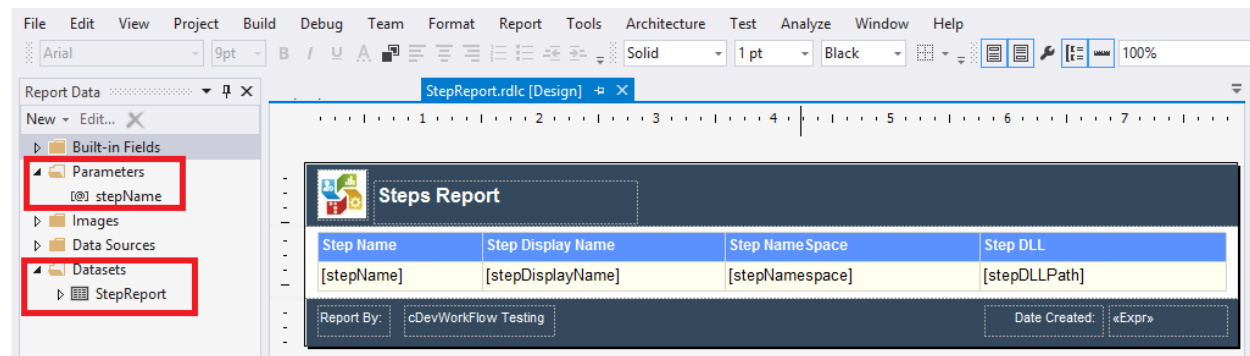 File Edit View Project Build Debug Team Format Report Tools Architecture Test Analyze Window Help
Arial 9pt B I U A Solid 1 pt Black 100%
Report Data
StepReport.rdlc [Design]
New Edit...
1 2 3 4 5 6 7
Built-in Fields
Parameters
[@] stepName
Images
Data Sources
Datasets
StepReport
Steps Report
Step Name Step Display Name Step NameSpace Step DLL
[stepName] [stepDisplayName] [stepNamespace] [stepDLLPath]
Report By: cDevWorkFlow Testing Date Created: «Expr»